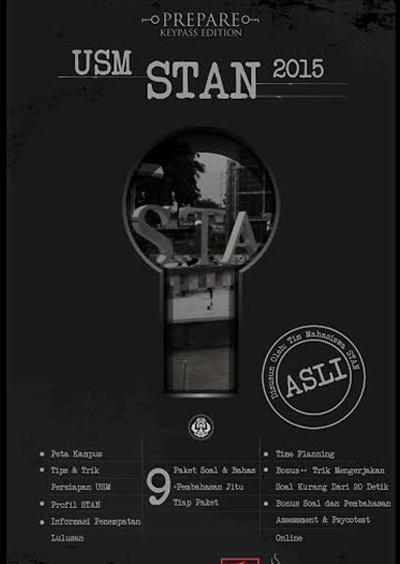 PREPARE
KEYPASS EDITION
USM STAN 2015
STA
Disusun Oleh: Tim Mahasiswa STAN
ASLI
Peta Kampus
Tips & Trik
Persiapan USM
Profil STAN
Informasi Penempatan
Lulusan
9 Paket Soal & Bahas
+Pembahasan Jitu
Tiap Paket
Time Planning
Bonus++ Trik Mengerjakan
Soal Kurang Dari 20 Detik
Bonus Soal dan Pembahasan
Assessment & Psycotest
Online